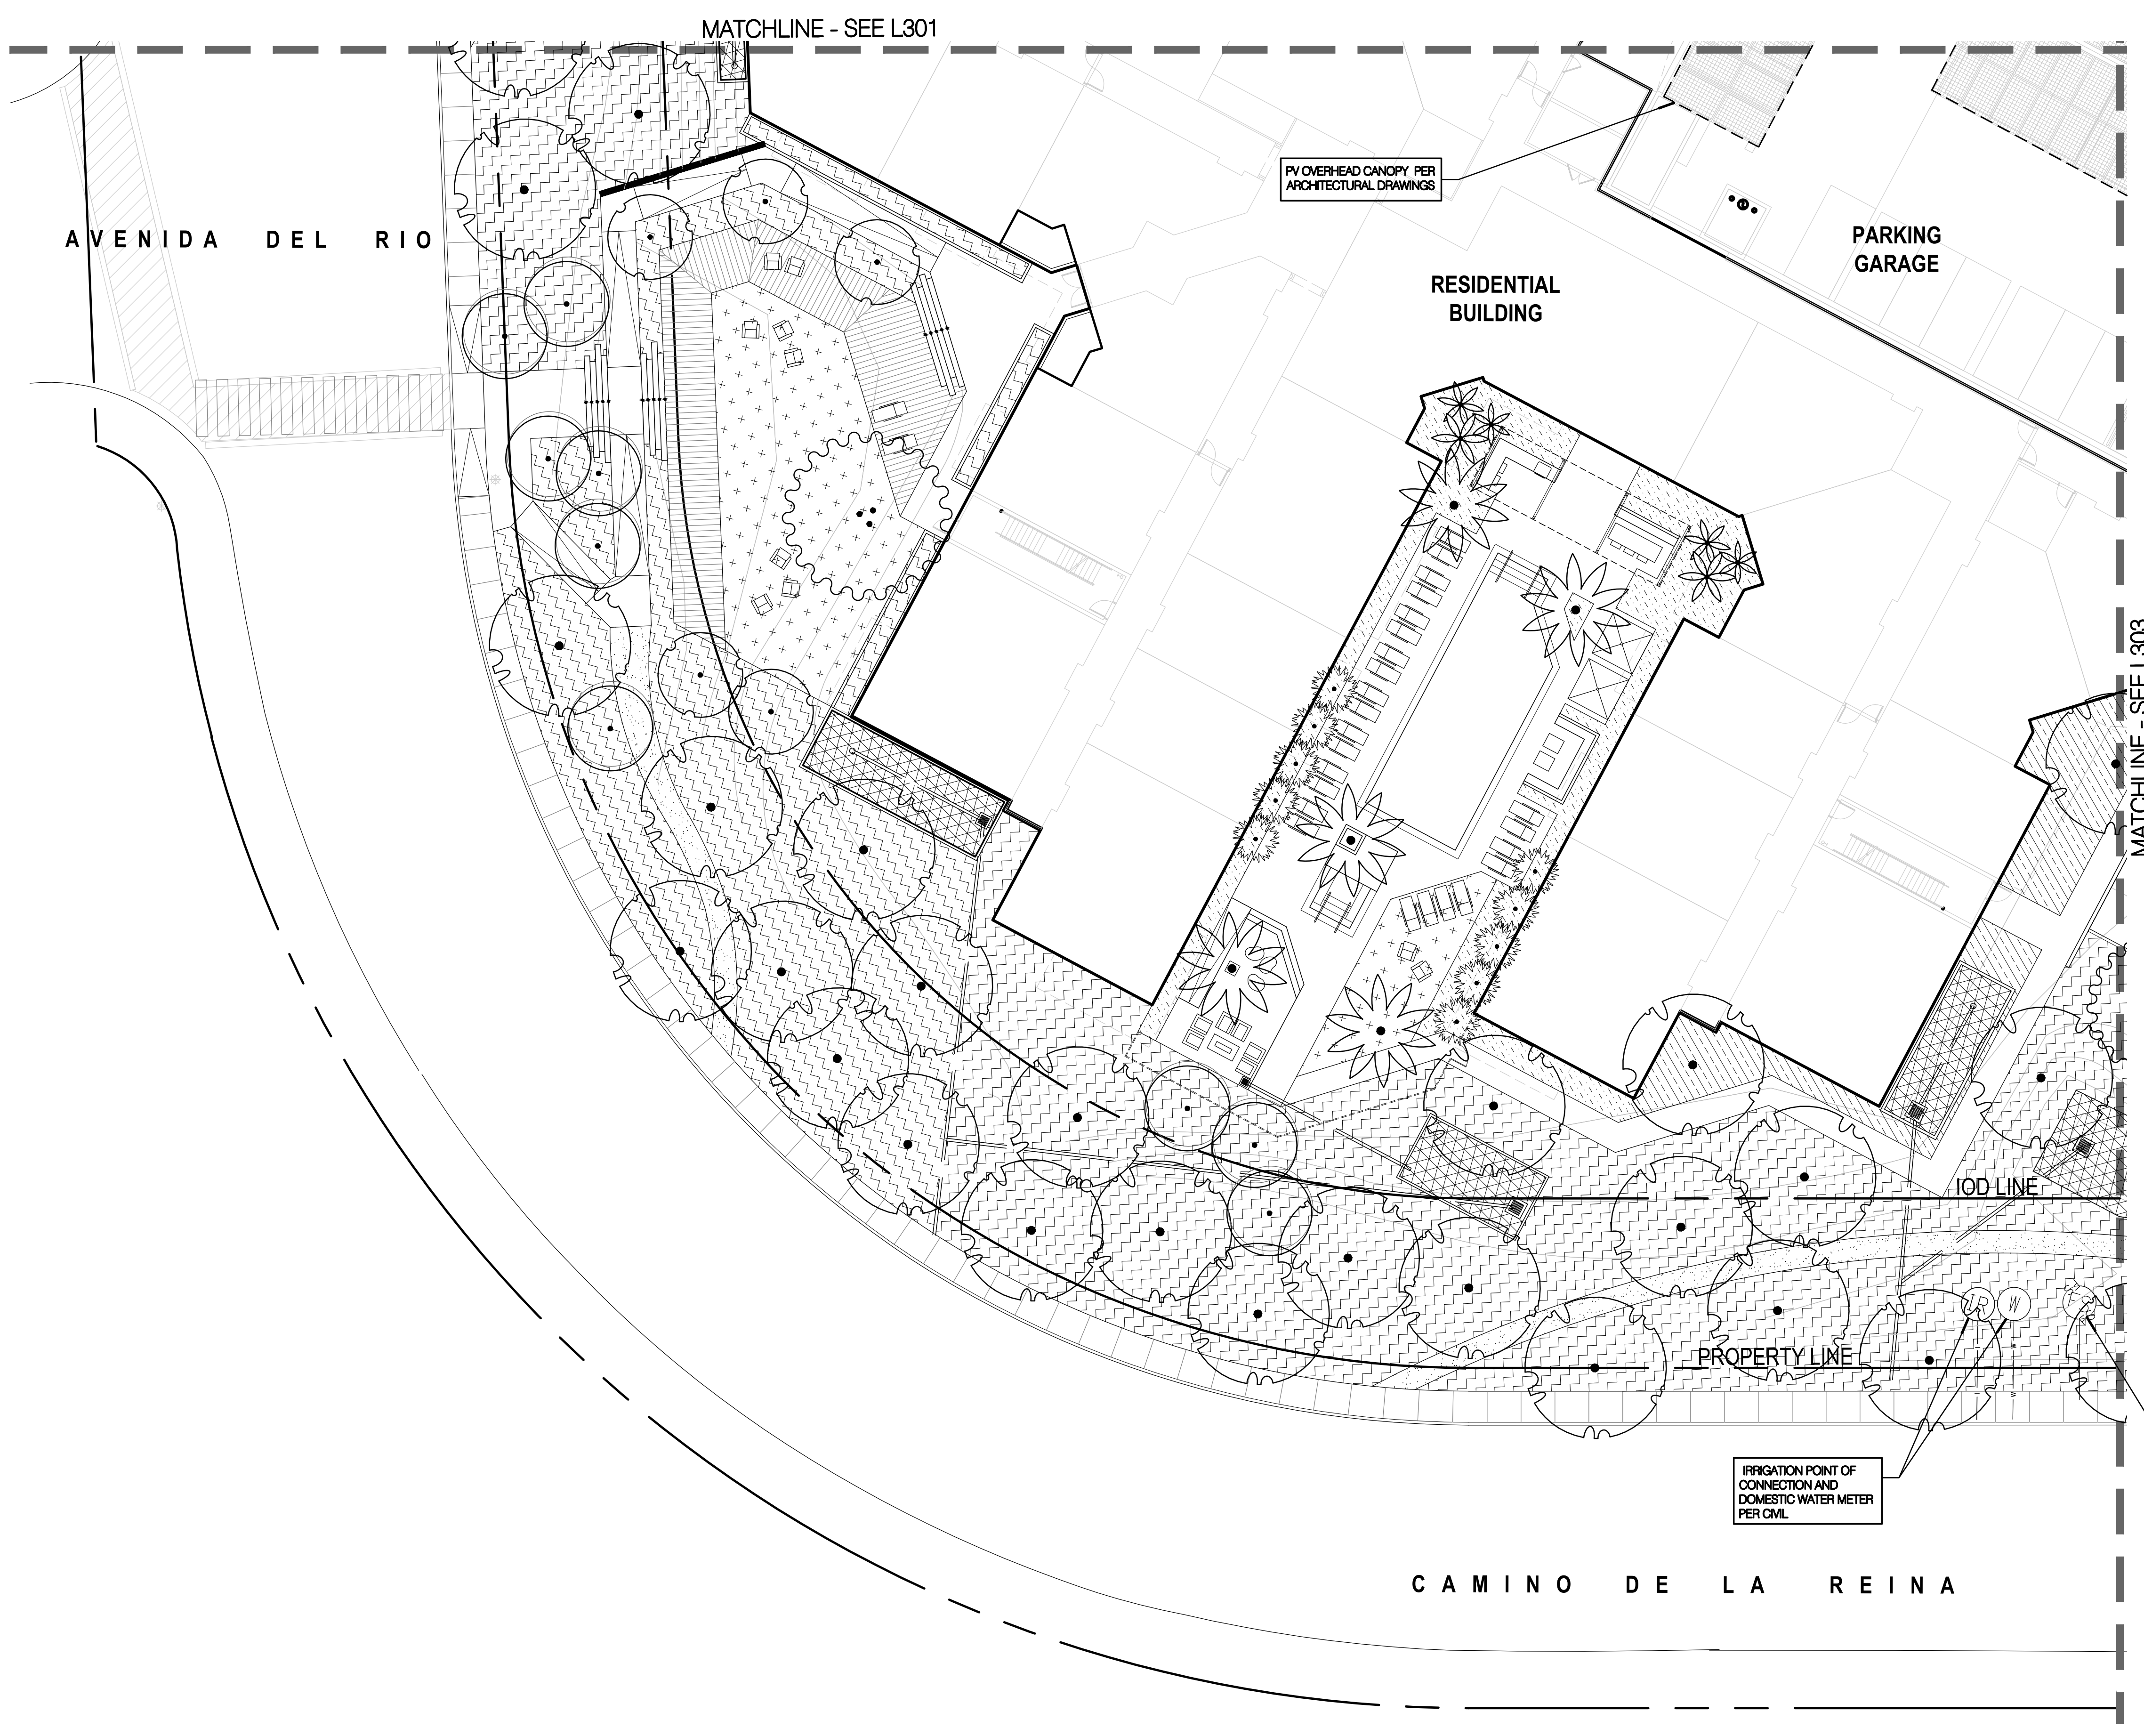 MATCHLINE - SEE L301
PV OVERHEAD CANOPY PER
ARCHITECTURAL DRAWINGS
AVENIDA DEL RIO
PARKING
GARAGE
RESIDENTIAL
BUILDING
MATCHLINE - SEE L303
IOD LINE
IR
W
PROPERTY LINE
IRRIGATION POINT OF
CONNECTION AND
DOMESTIC WATER METER
PER CIVIL
CAMINO DE LA REINA